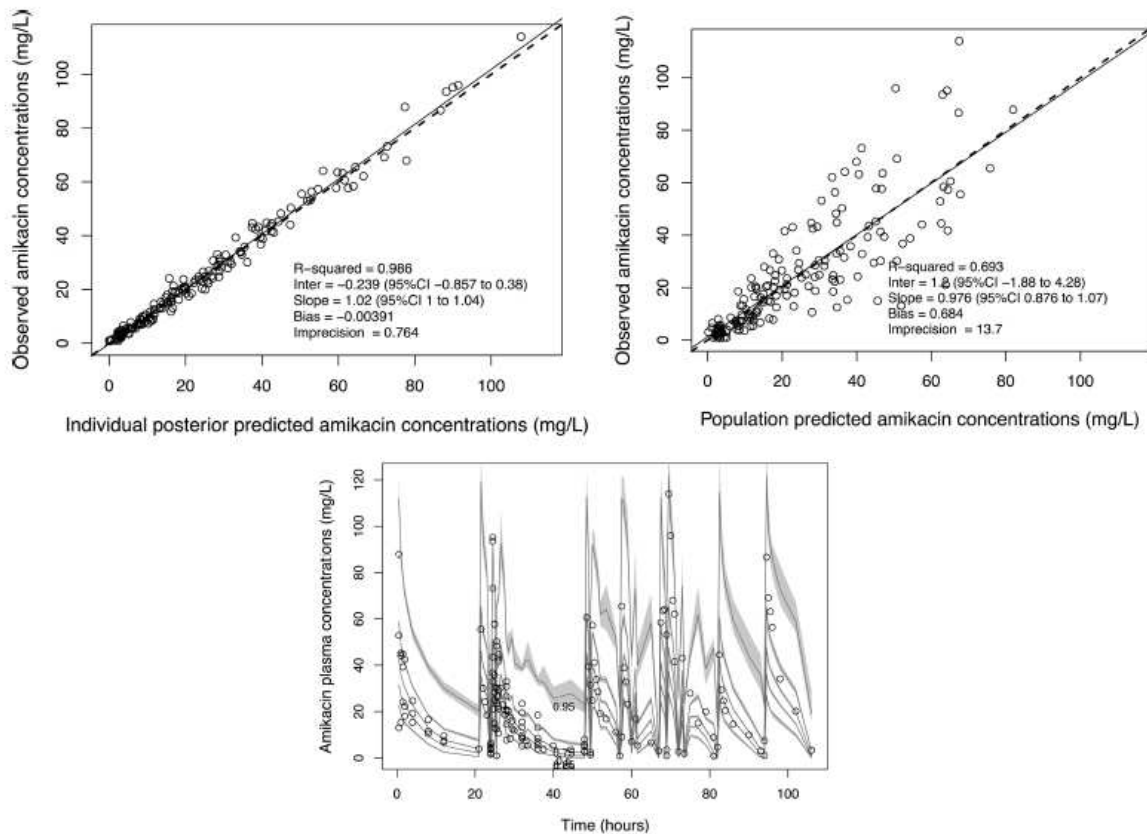 Observed amikacin concentrations (mg/L)
0 20 40 60 80 100
R-squared = 0.986
Inter = -0.239 (95%CI -0.857 to 0.38)
Slope = 1.02 (95%CI 1 to 1.04)
Bias = -0.00391
Imprecision = 0.764
0 20 40 60 80 100
Individual posterior predicted amikacin concentrations (mg/L)
Observed amikacin concentrations (mg/L)
0 20 40 60 80 100
R-squared = 0.693
(95%CI -1.88 to 4.28)
Slope = 0.976 (95%CI 0.876 to 1.07)
Bias = 0.684
Imprecision = 13.7
0 20 40 60 80 100
Population predicted amikacin concentrations (mg/L)
Amikacin plasma concentrations (mg/L)
0 20 40 60 80 100 120
0.95
0 20 40 60 80 100
Time (hours)